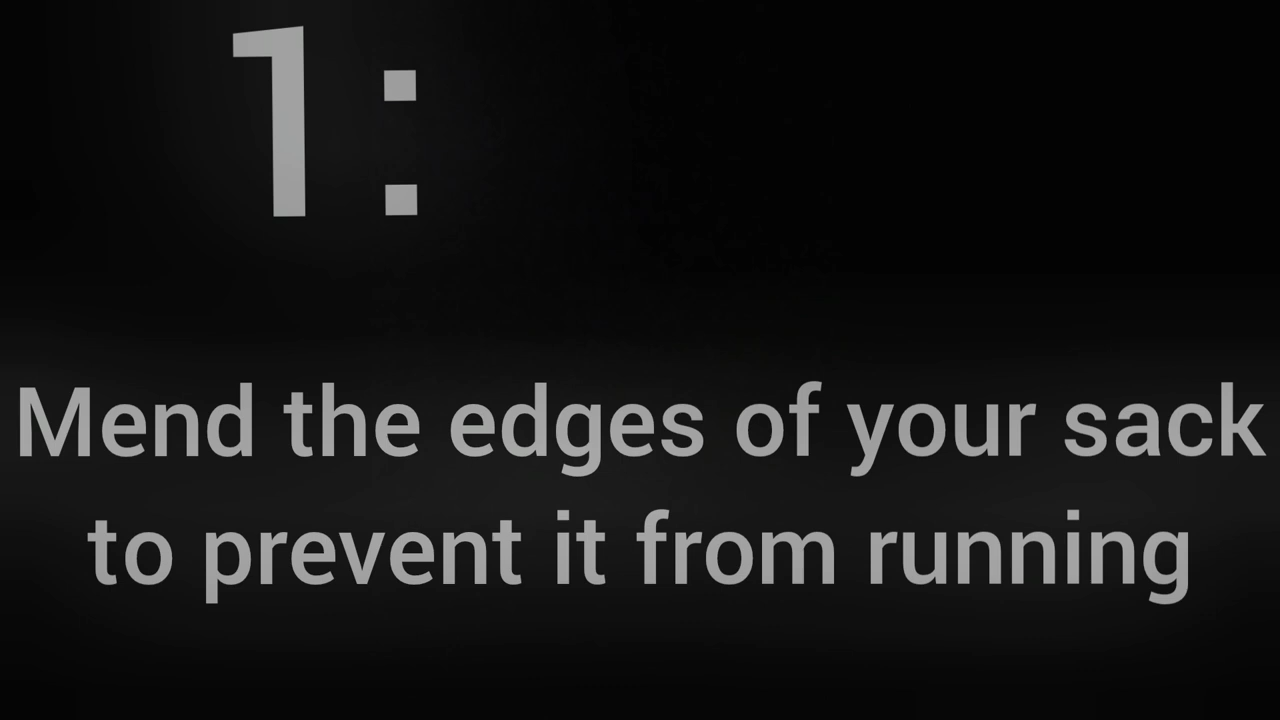 1:
Mend the edges of your sack
to prevent it from running